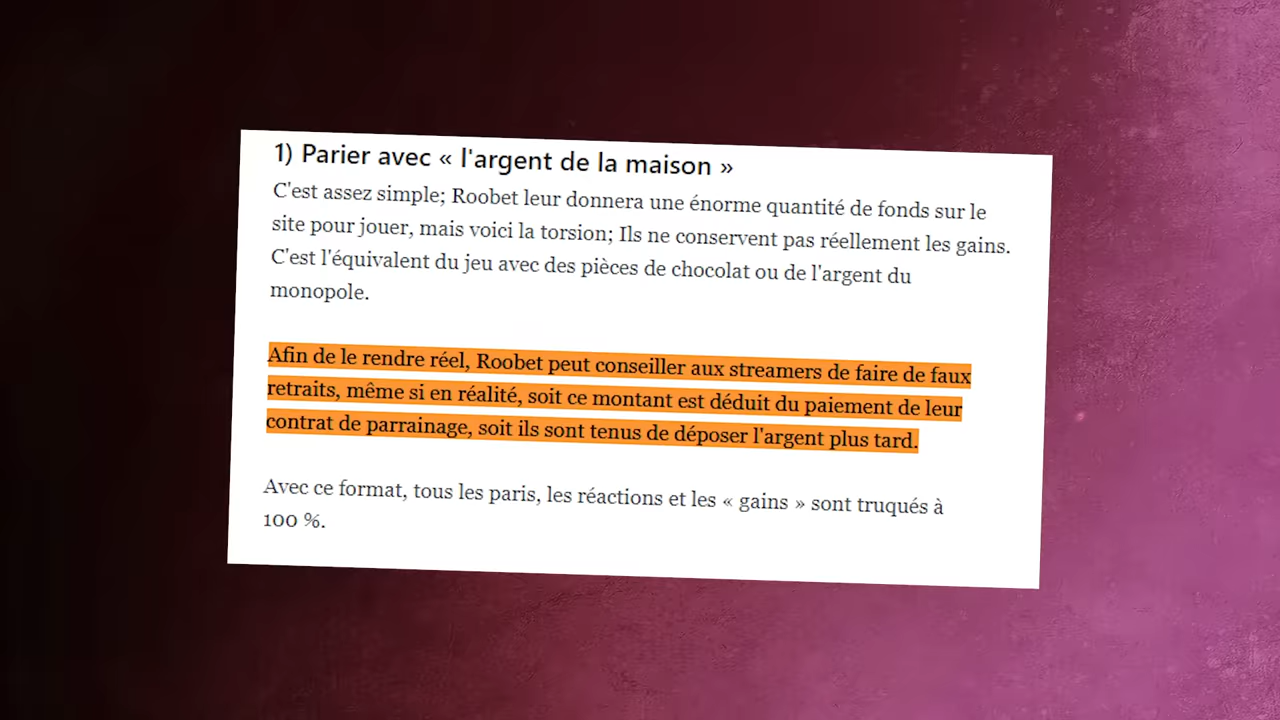 1) Parier avec « l'argent de la maison »
C'est assez simple; Roobet leur donnera une énorme quantité de fonds sur le
site pour jouer, mais voici la torsion; Ils ne conservent pas réellement les gains.
C'est l'équivalent du jeu avec des pièces de chocolat ou de l'argent du
monopole.
Afin de le rendre réel, Roobet peut conseiller aux streamers de faire de faux
retraits, même si en réalité, soit ce montant est déduit du paiement de leur
contrat de parrainage, soit ils sont tenus de déposer l'argent plus tard.
Avec ce format, tous les paris, les réactions et les « gains » sont truqués à
100 %.